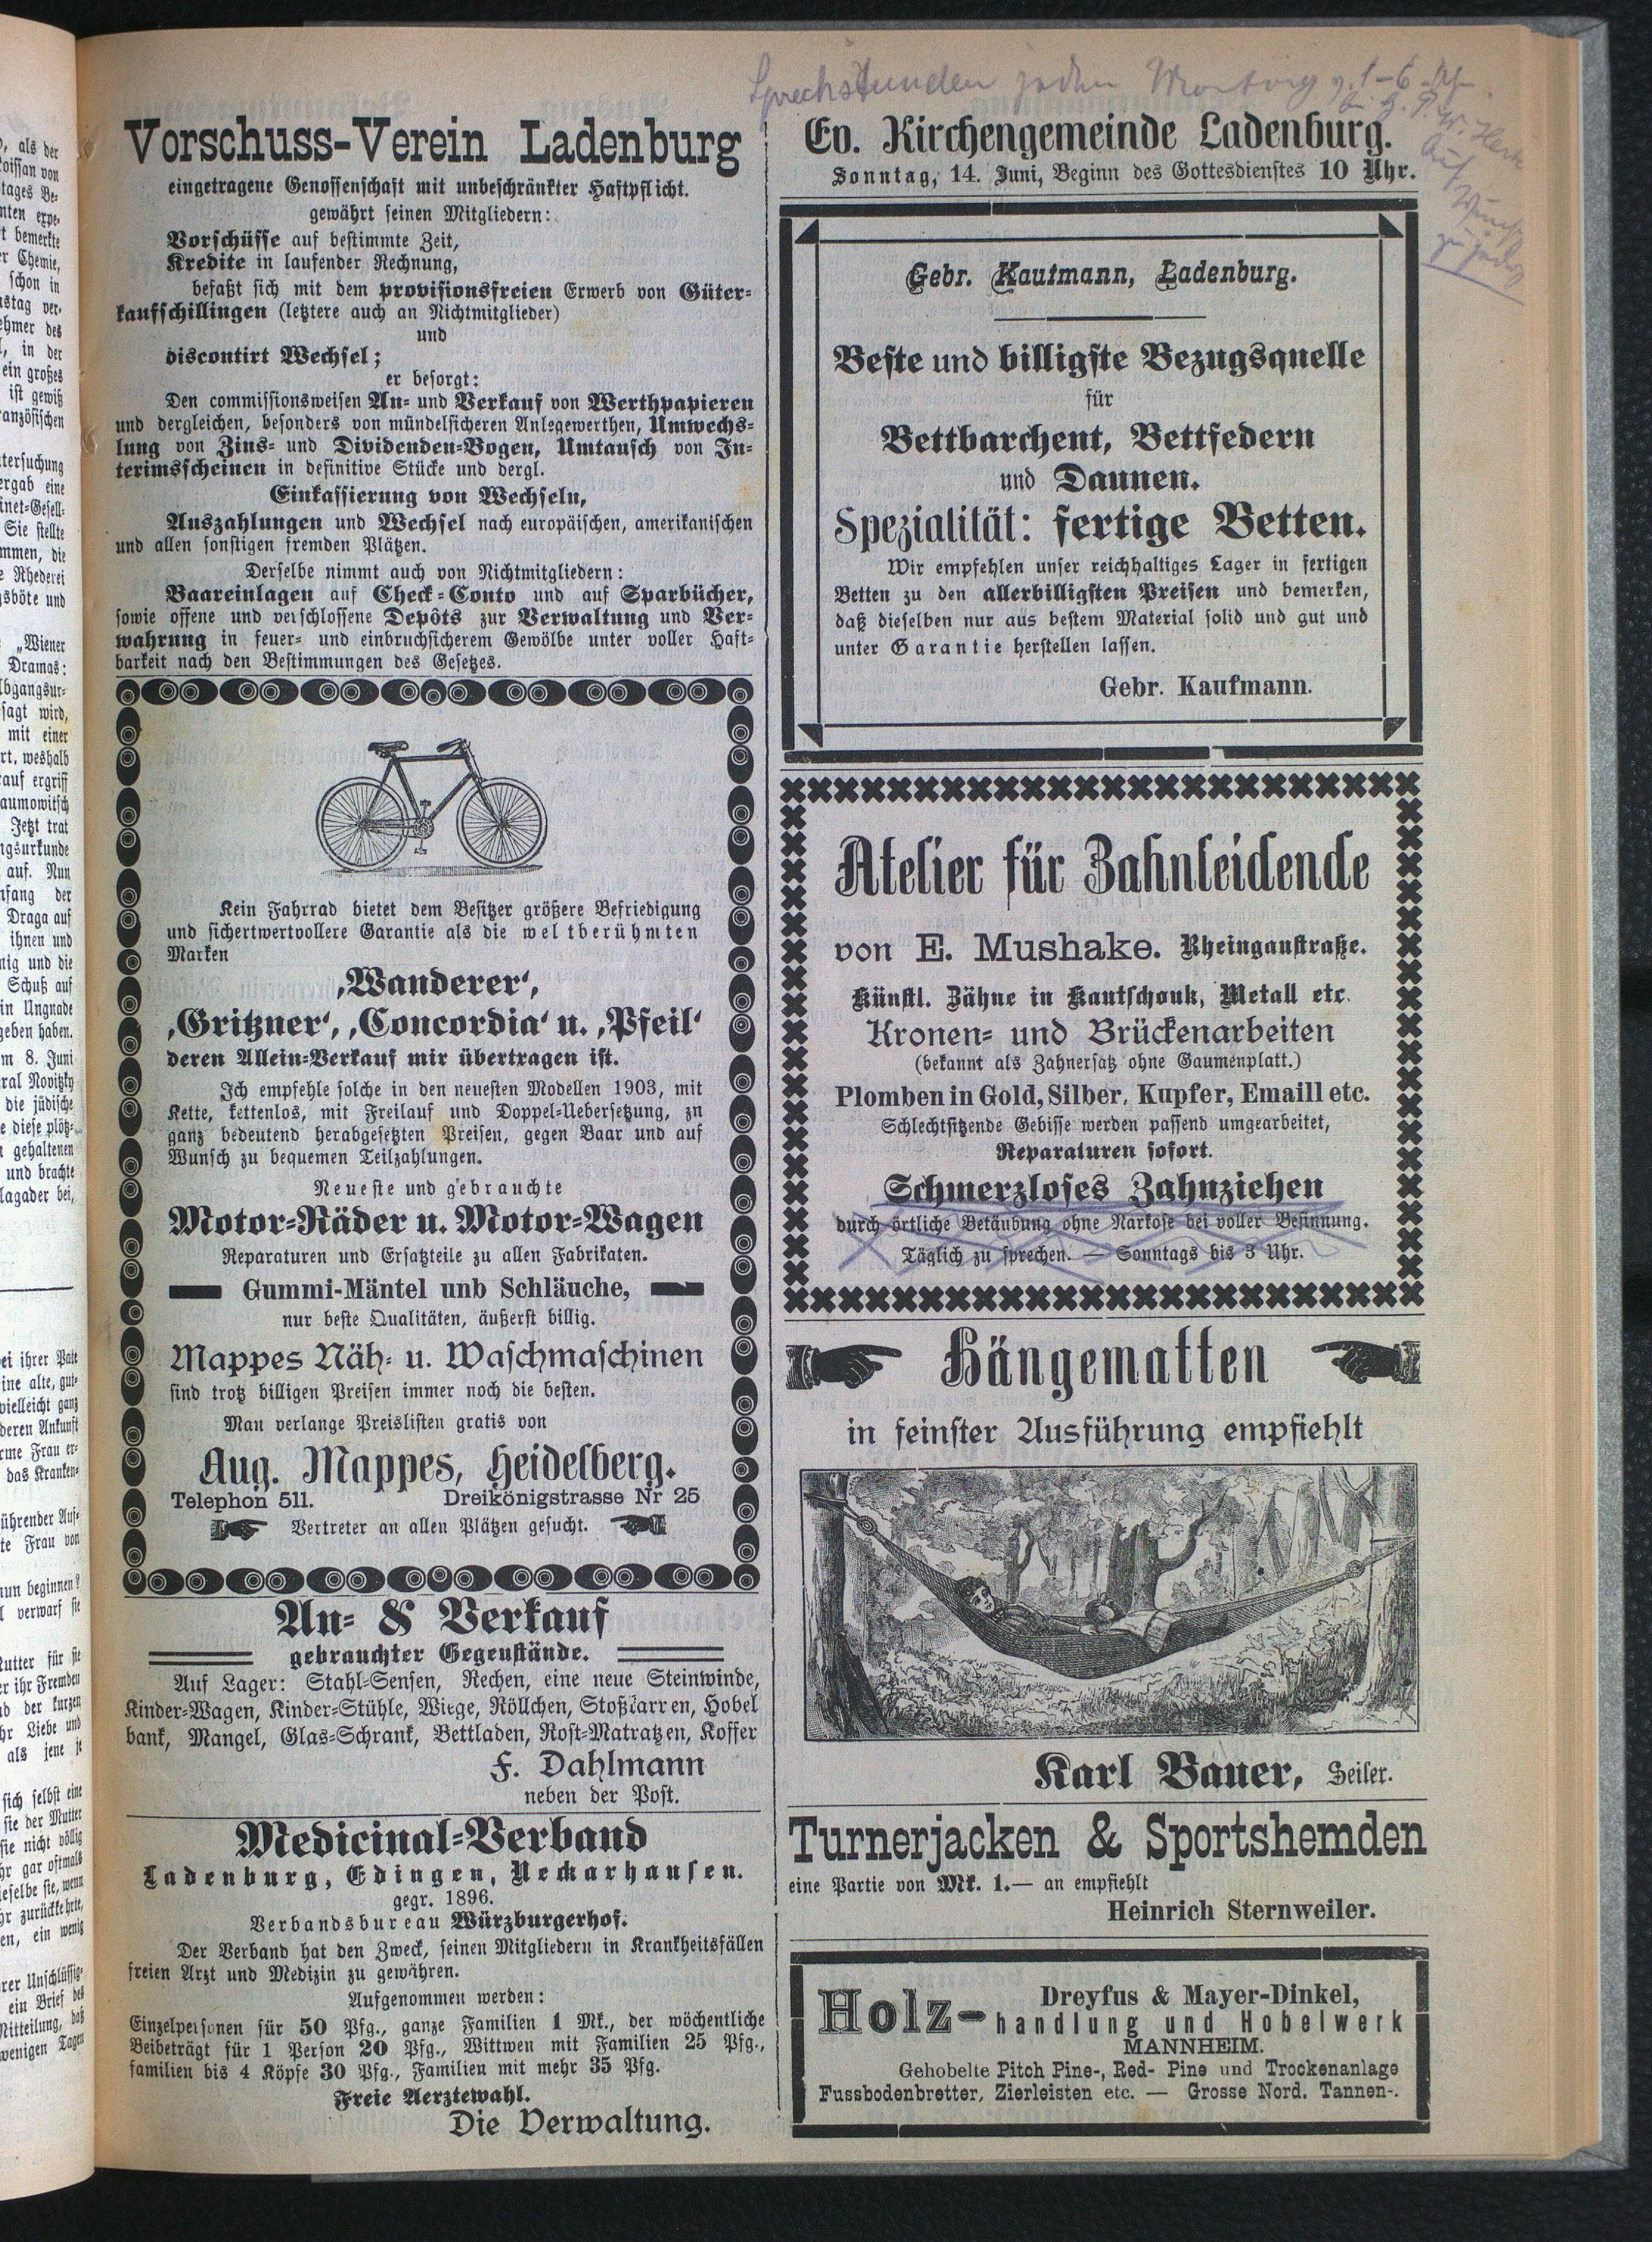 Sprechstunden jeden Montag v. 1–6 Uhr.
Vorschuss-Verein Ladenburg
eingetragene Genossenschaft mit unbeschränkter Haftpflicht.
gewährt seinen Mitgliedern:
Vorschüsse auf bestimmte Zeit,
Kredite in laufender Rechnung,
befaßt sich mit dem provisionsfreien Erwerb von Güter-
kaufschillingen (letztere auch an Nichtmitglieder)
und
discontirt Wechsel;
er besorgt:
Den commissionsweisen An- und Verkauf von Werthpapieren
und dergleichen, besonders von mündelsicheren Anlegewerthen, Umwechs-
lung von Zins- und Dividenden-Bogen, Umtausch von In-
terimsscheinen in definitive Stücke und dergl.
Einkassierung von Wechseln,
Auszahlungen und Wechsel nach europäischen, amerikanischen
und allen sonstigen fremden Plätzen.
Derselbe nimmt auch von Nichtmitgliedern:
Baareinlagen auf Check-Conto und auf Sparbücher,
sowie offene und verschlossene Depôts zur Verwaltung und Ver-
wahrung in feuer- und einbruchsicherem Gewölbe unter voller Haft-
barkeit nach den Bestimmungen des Gesetzes.
Kein Fahrrad bietet dem Besitzer größere Befriedigung
und sichertwertvollere Garantie als die weltberühmten
Marken
‚Wanderer‘,
‚Gritzner‘, ‚Concordia‘ u. ‚Pfeil‘
deren Allein-Verkauf mir übertragen ist.
Ich empfehle solche in den neuesten Modellen 1903, mit
Kette, kettenlos, mit Freilauf und Doppel-Uebersetzung, zu
ganz bedeutend herabgesetzten Preisen, gegen Baar und auf
Wunsch zu bequemen Teilzahlungen.
Neueste und gebrauchte
Motor-Räder u. Motor-Wagen
Reparaturen und Ersatzteile zu allen Fabrikaten.
Gummi-Mäntel unb Schläuche,
nur beste Qualitäten, äußerst billig.
Mappes Näh- u. Waschmaschinen
sind trotz billigen Preisen immer noch die besten.
Man verlange Preislisten gratis von
Aug. Mappes, Heidelberg.
Telephon 511. Dreikönigstrasse Nr 25
Vertreter an allen Plätzen gesucht.
An- & Verkauf
gebrauchter Gegenstände.
Auf Lager: Stahl-Sensen, Rechen, eine neue Steinwinde,
Kinder-Wagen, Kinder-Stühle, Wiege, Röllchen, Stoßkarren, Hobel
bank, Mangel, Glas-Schrank, Bettladen, Rost-Matratzen, Koffer
F. Dahlmann
neben der Post.
Medicinal-Verband
Ladenburg, Edingen, Neckarhausen.
gegr. 1896.
Verbandsbureau Würzburgerhof.
Der Verband hat den Zweck, seinen Mitgliedern in Krankheitsfällen
freien Arzt und Medizin zu gewähren.
Aufgenommen werden:
Einzelpersonen für 50 Pfg., ganze Familien 1 Mk., der wöchentliche
Beibeträgt für 1 Person 20 Pfg., Wittwen mit Familien 25 Pfg.,
familien bis 4 Köpfe 30 Pfg., Familien mit mehr 35 Pfg.
Freie Aerztewahl.
Die Verwaltung.
Ev. Kirchengemeinde Ladenburg.
Sonntag, 14. Juni, Beginn des Gottesdienstes 10 Uhr.
Gebr. Kaufmann, Ladenburg.
Beste und billigste Bezugsquelle
für
Bettbarchent, Bettfedern
und Daunen.
Spezialität: fertige Betten.
Wir empfehlen unser reichhaltiges Lager in fertigen
Betten zu den allerbilligsten Preisen und bemerken,
daß dieselben nur aus bestem Material solid und gut und
unter Garantie herstellen lassen.
Gebr. Kaufmann.
Atelier für Zahnleidende
von E. Mushake. Rheingaustraße.
Künstl. Zähne in Kautschouk, Metall etc.
Kronen- und Brückenarbeiten
(bekannt als Zahnersatz ohne Gaumenplatt.)
Plomben in Gold, Silber, Kupfer, Emaill etc.
Schlechtsitzende Gebisse werden passend umgearbeitet,
Reparaturen sofort.
Schmerzloses Zahnziehen
durch örtliche Betäubung ohne Narkose bei voller Besinnung.
Täglich zu sprechen. — Sonntags bis 3 Uhr.
Hängematten
in feinster Ausführung empfiehlt
Karl Bauer, Seiler.
Turnerjacken & Sportshemden
eine Partie von Mk. 1.— an empfiehlt
Heinrich Sternweiler.
Dreyfus & Mayer-Dinkel,
Holz-handlung und Hobelwerk
MANNHEIM.
Gehobelte Pitch Pine-, Red- Pine und Trockenanlage
Fussbodenbretter, Zierleisten etc. — Grosse Nord. Tannen-.